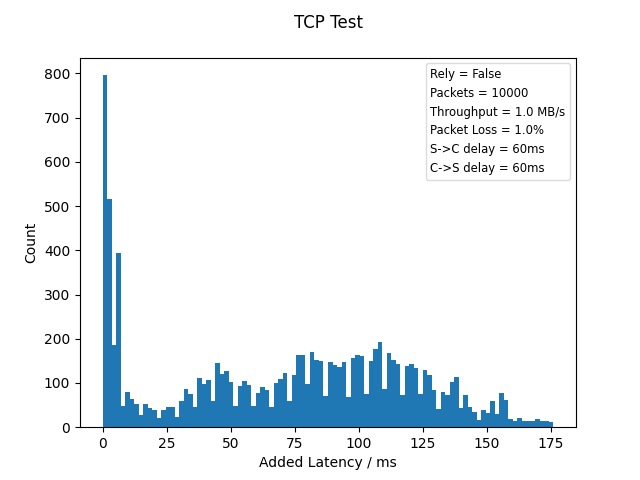 TCP Test
Rely = False
Packets = 10000
Throughput = 1.0 MB/s
Packet Loss = 1.0%
S->C delay = 60ms
C->S delay = 60ms
800
700
600
500
400
300
200
100
0
Count
0 25 50 75 100 125 150 175
Added Latency / ms